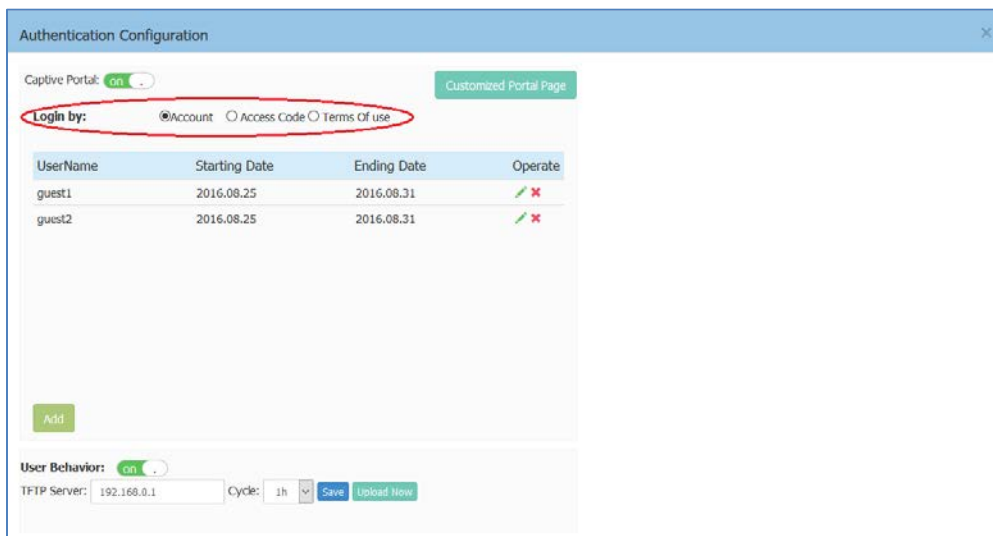 Authentication Configuration
Captive Portal: on
Customized Portal Page
Login by: Account Access Code Terms Of use
UserName Starting Date Ending Date Operate
guest1 2016.08.25 2016.08.31
guest2 2016.08.25 2016.08.31
Add
User Behavior: on
TFTP Server: 192.168.0.1 Cycle: 1h Save Upload Now